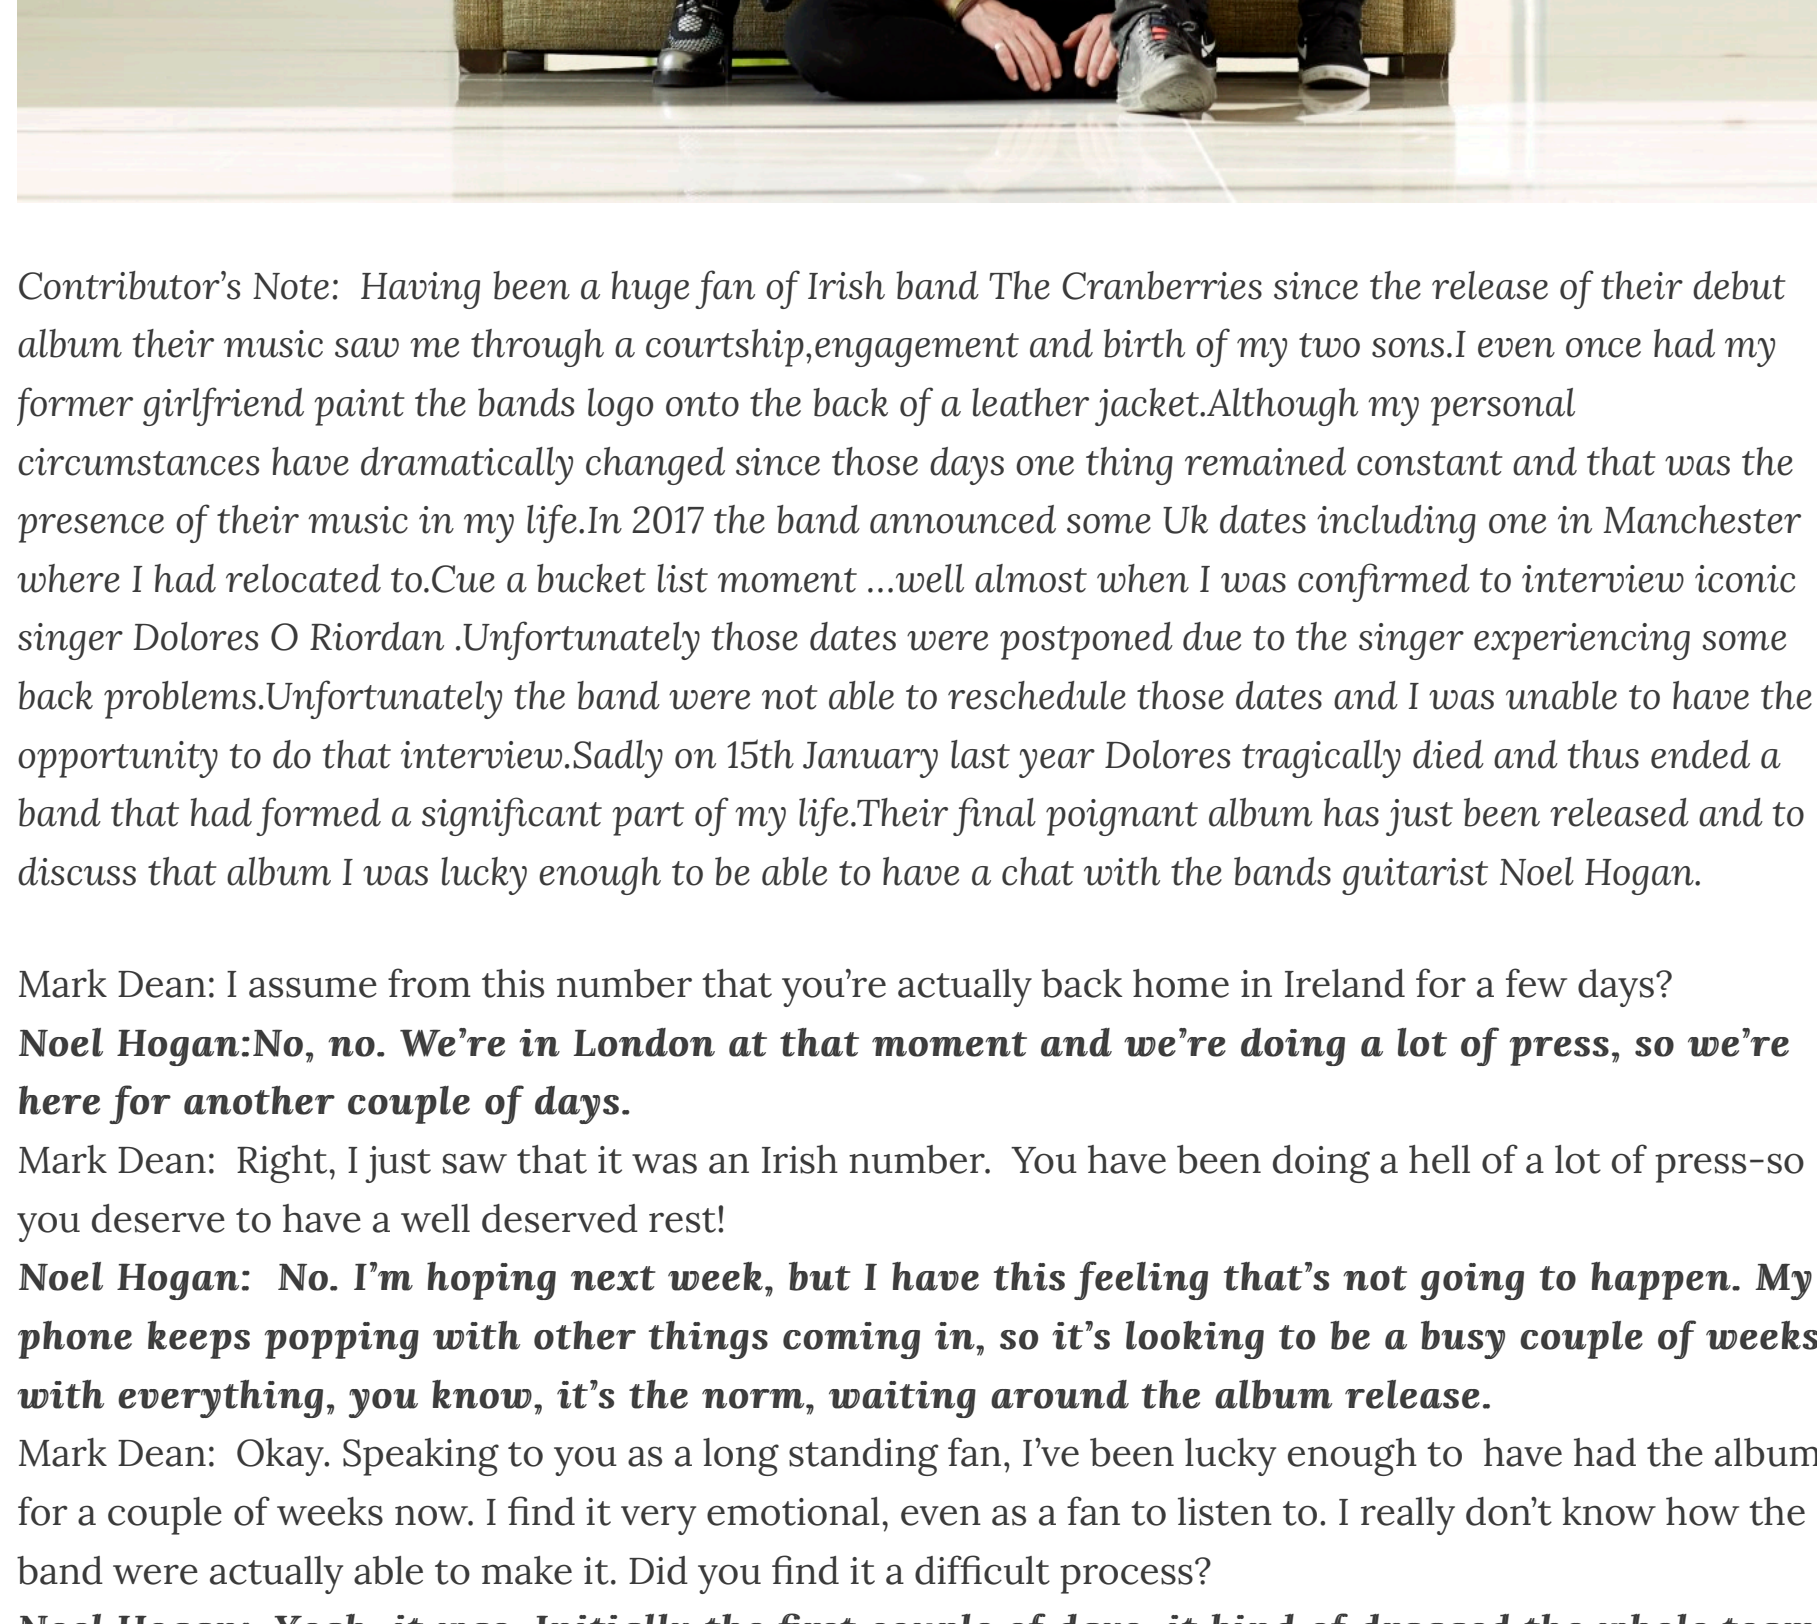 Contributor’s Note:  Having been a huge fan of Irish band The Cranberries since the release of their debut
album their music saw me through a courtship,engagement and birth of my two sons.I even once had my
former girlfriend paint the bands logo onto the back of a leather jacket.Although my personal
circumstances have dramatically changed since those days one thing remained constant and that was the
presence of their music in my life.In 2017 the band announced some Uk dates including one in Manchester
where I had relocated to.Cue a bucket list moment …well almost when I was confirmed to interview iconic
singer Dolores O Riordan .Unfortunately those dates were postponed due to the singer experiencing some
back problems.Unfortunately the band were not able to reschedule those dates and I was unable to have the
opportunity to do that interview.Sadly on 15th January last year Dolores tragically died and thus ended a
band that had formed a significant part of my life.Their final poignant album has just been released and to
discuss that album I was lucky enough to be able to have a chat with the bands guitarist Noel Hogan.
Mark Dean: I assume from this number that you’re actually back home in Ireland for a few days?
Noel Hogan:No, no. We’re in London at that moment and we’re doing a lot of press, so we’re
here for another couple of days.
Mark Dean:  Right, I just saw that it was an Irish number.  You have been doing a hell of a lot of press-so
you deserve to have a well deserved rest!
Noel Hogan:  No. I’m hoping next week, but I have this feeling that’s not going to happen. My
phone keeps popping with other things coming in, so it’s looking to be a busy couple of weeks
with everything, you know, it’s the norm, waiting around the album release.
Mark Dean:  Okay. Speaking to you as a long standing fan, I’ve been lucky enough to  have had the album
for a couple of weeks now. I find it very emotional, even as a fan to listen to. I really don’t know how the
band were actually able to make it. Did you find it a difficult process?